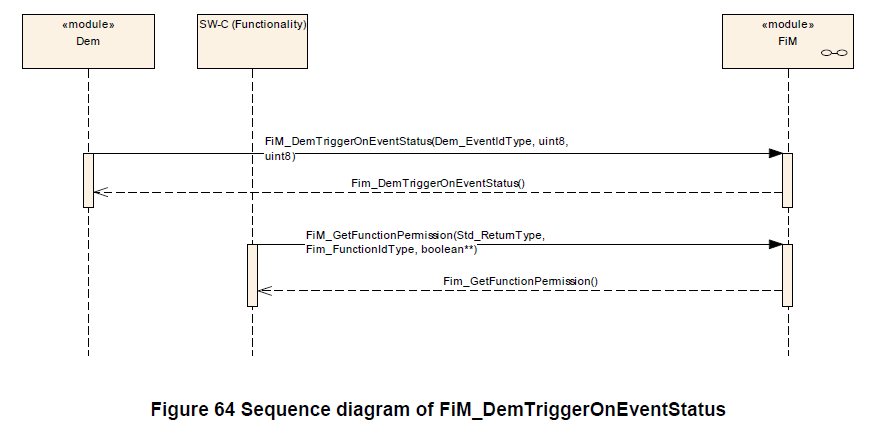 «module»
Dem
SW-C (Functionality)
«module»
FiM
FiM_DemTriggerOnEventStatus(Dem_EventIdType, uint8,
uint8)
Fim_DemTriggerOnEventStatus()
FiM_GetFunctionPermission(Std_ReturnType,
Fim_FunctionIdType, boolean**)
Fim_GetFunctionPermission()
Figure 64 Sequence diagram of FiM_DemTriggerOnEventStatus